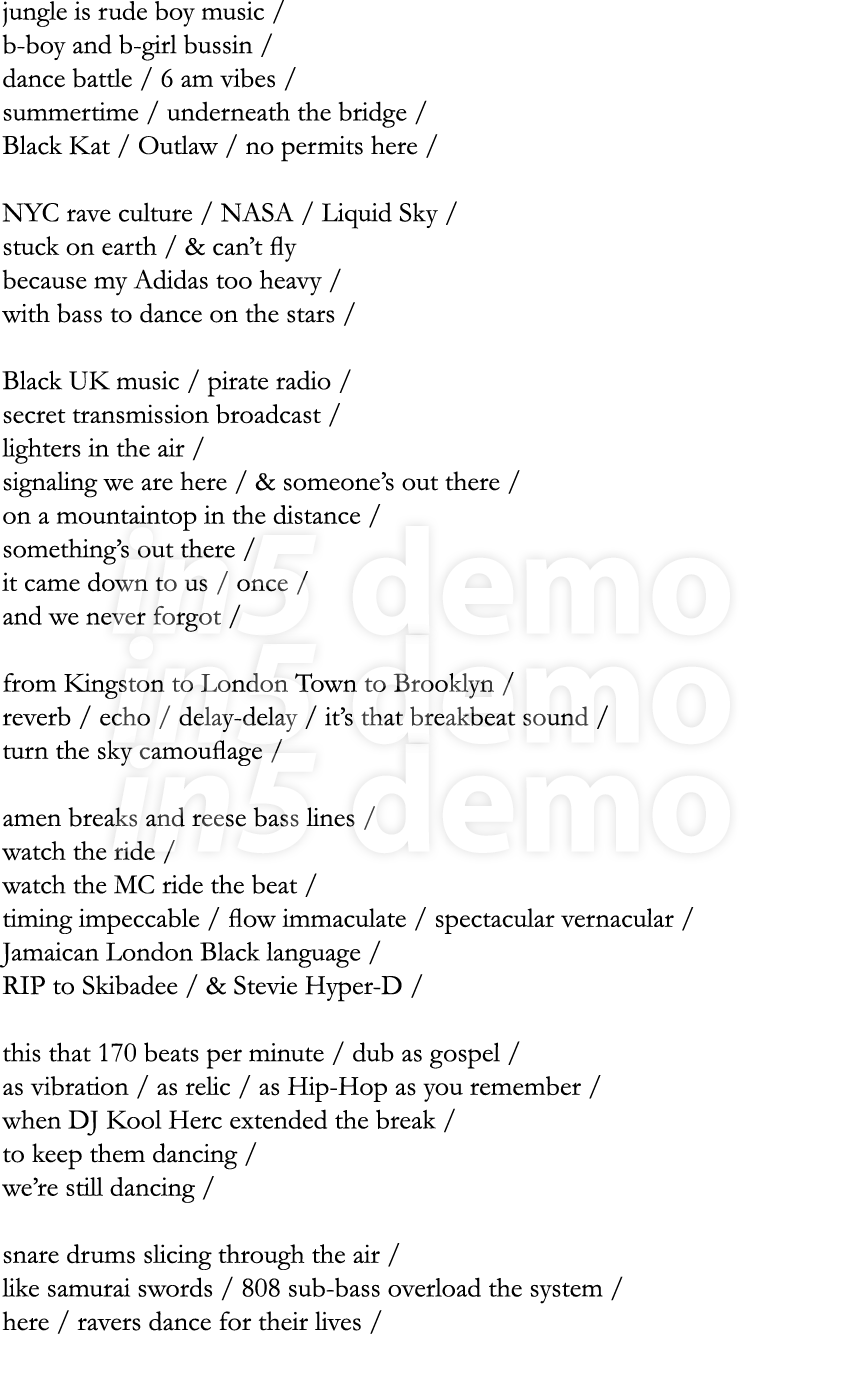 jungle is rude boy music /
b-boy and b-girl bussin /
dance battle / 6 am vibes /
summertime / underneath the bridge /
Black Kat / Outlaw / no permits here /

NYC rave culture / NASA / Liquid Sky /
stuck on earth / & can’t fly
because my Adidas too heavy /
with bass to dance on the stars /

Black UK music / pirate radio /
secret transmission broadcast /
lighters in the air /
signaling we are here / & someone’s out there /
on a mountaintop in the distance /
something’s out there /
it came down to us / once /
and we never forgot /

from Kingston to London Town to Brooklyn /
reverb / echo / delay-delay / it’s that breakbeat sound /
turn the sky camouflage /

amen breaks and reese bass lines /
watch the ride /
watch the MC ride the beat /
timing impeccable / flow immaculate / spectacular vernacular /
Jamaican London Black language /
RIP to Skibadee / & Stevie Hyper-D /

this that 170 beats per minute / dub as gospel /
as vibration / as relic / as Hip-Hop as you remember /
when DJ Kool Herc extended the break /
to keep them dancing /
we’re still dancing /

snare drums slicing through the air /
like samurai swords / 808 sub-bass overload the system /
here / ravers dance for their lives /

in5 demo
in5 demo
in5 demo